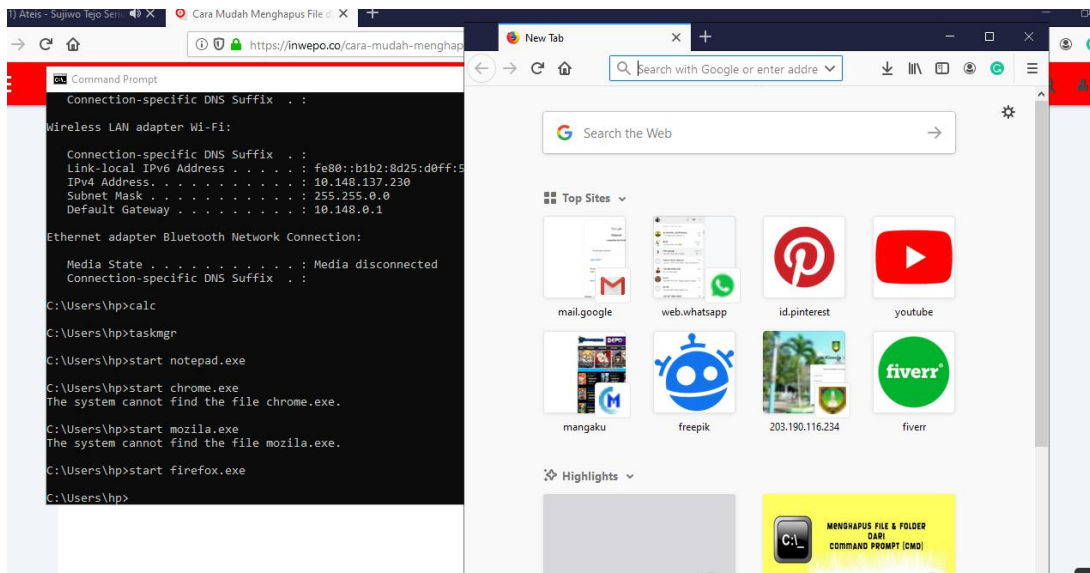 1) Ateis - Sujiwo Tejo Seri
Cara Mudah Menghapus File d
https://inwepo.co/cara-mudah-menghap
Command Prompt
Connection-specific DNS Suffix . :
Wireless LAN adapter Wi-Fi:
Connection-specific DNS Suffix . :
Link-local IPv6 Address . . . . . : fe80::b1b2:8d25:d0ff:5
IPv4 Address. . . . . . . . . . . : 10.148.137.230
Subnet Mask . . . . . . . . . . . : 255.255.0.0
Default Gateway . . . . . . . . . : 10.148.0.1
Ethernet adapter Bluetooth Network Connection:
Media State . . . . . . . . . . . : Media disconnected
Connection-specific DNS Suffix . :
C:\Users\hp>calc
C:\Users\hp>taskmgr
C:\Users\hp>start notepad.exe
C:\Users\hp>start chrome.exe
The system cannot find the file chrome.exe.
C:\Users\hp>start mozila.exe
The system cannot find the file mozila.exe.
C:\Users\hp>start firefox.exe
C:\Users\hp>
New Tab
Search with Google or enter addre
Search the Web
Top Sites
mail.google
web.whatsapp
id.pinterest
youtube
DEPO
fiverr
mangaku
freepik
203.190.116.234
fiverr
Highlights
C:\_
MENGHAPUS FILE & FOLDER
DARI
COMMAND PROMPT [CMD]